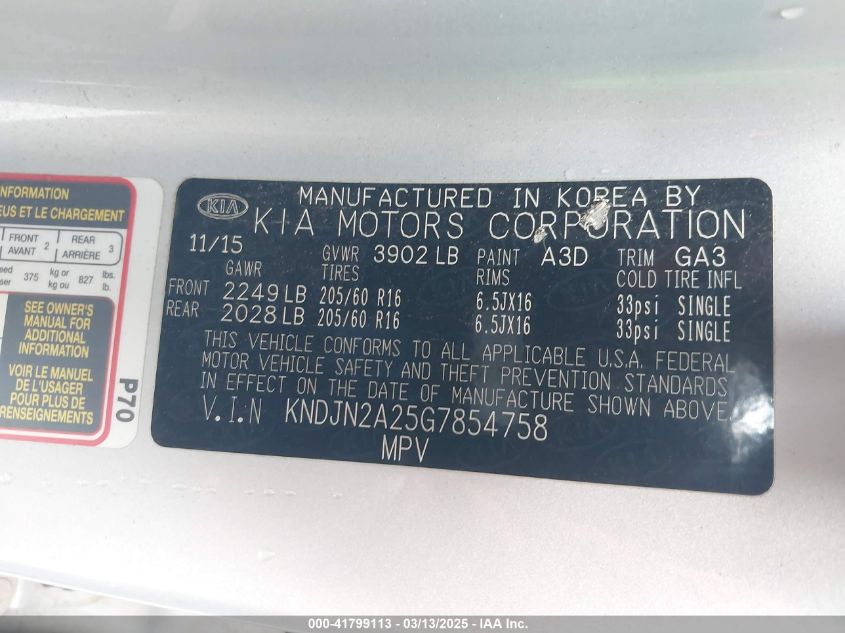 NFORMATION
EUS ET LE CHARGEMENT
FRONT AVANT 2 REAR ARRIÈRE 3
375 kg or kg ou 827 lbs. lb.
SEE OWNER'S
MANUAL FOR
ADDITIONAL
INFORMATION
VOIR LE MANUEL
DE L'USAGER
POUR PLUS DE
RENSEIGNEMENTS
P70
KIA
MANUFACTURED IN KOREA BY
KIA MOTORS CORPORATION
11/15 GVWR 3902 LB PAINT A3D TRIM GA3
GAWR TIRES RIMS COLD TIRE INFL
FRONT 2249 LB 205/60 R16 6.5JX16 33psi SINGLE
REAR 2028 LB 205/60 R16 6.5JX16 33psi SINGLE
THIS VEHICLE CONFORMS TO ALL APPLICABLE U.S.A. FEDERAL
MOTOR VEHICLE SAFETY AND THEFT PREVENTION STANDARDS
IN EFFECT ON THE DATE OF MANUFACTURE SHOWN ABOVE.
V.I.N KNDJN2A25G7854758
MPV
000-41799113 - 03/13/2025 - IAA Inc.